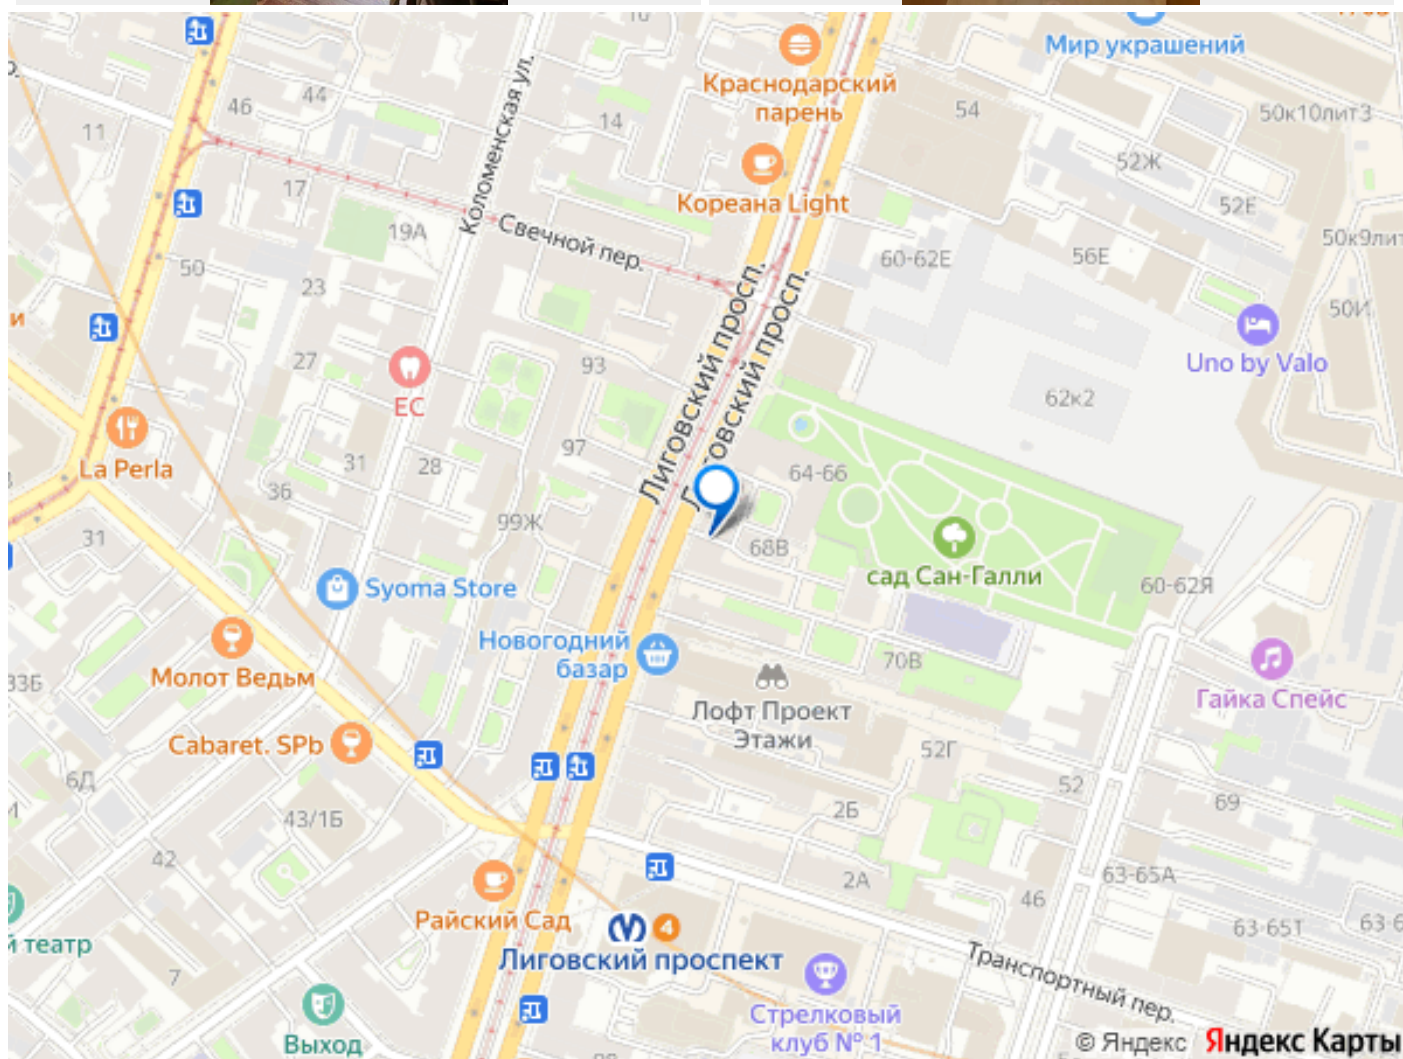 Мир украшений
Краснодарский
парень
Кореана Light
Коломенская ул.
Свечной пер.
Лиговский просп.
Лиговский просп.
46
44
11
14
54
50к10литЗ
52Ж
52Е
17
19А
60-62Е
56Е
50
23
50И
27
93
Uno by Valo
ЕС
62к2
La Perla
31
28
97
64-66
36
99Ж
31
68В
сад Сан-Галли
60-62Я
Syoma Store
Новогодний
базар
70В
Молот Ведьм
Гайка Спейс
Лофт Проект
Этажи
Cabaret. SPb
52Г
52
6Д
69
43/1Б
2Б
42
2А
63-65А
46
Райский Сад
63-65Т
4
театр
Лиговский проспект
Транспортный пер.
7
Стрелковый
клуб № 1
Выход
© Яндекс Яндекс Карты